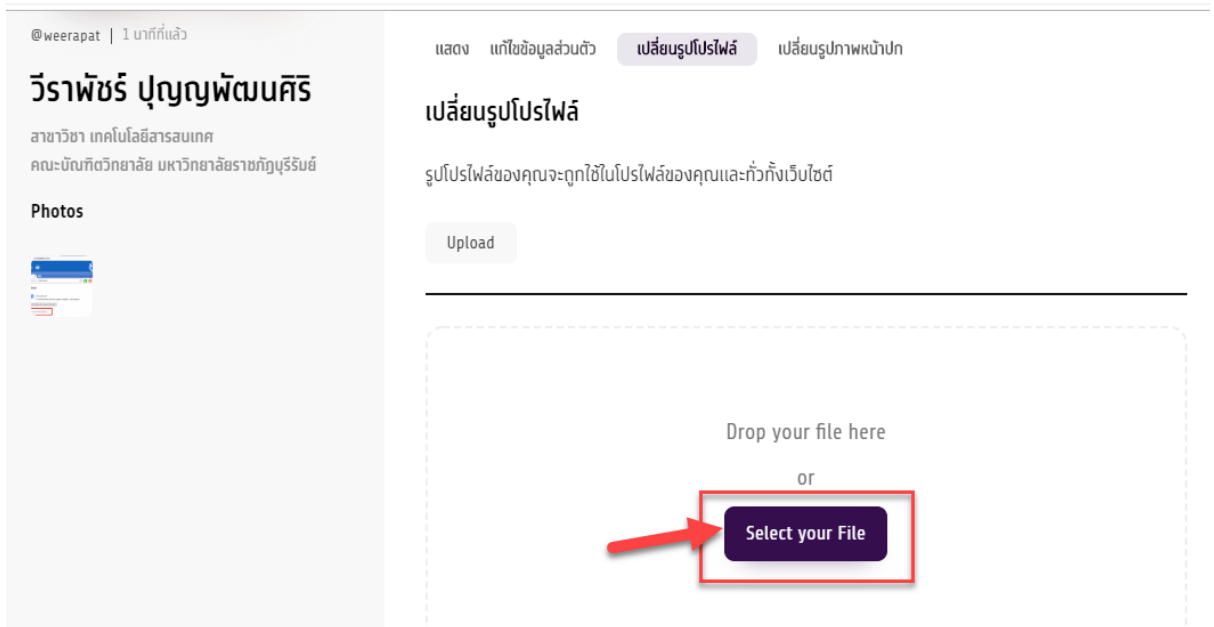 @weerapat | 1 นาทีที่แล้ว
วีราพัชร์ ปุญญพัฒนศิริ
สาขาวิชา เทคโนโลยีสารสนเทศ
คณะบัณฑิตวิทยาลัย มหาวิทยาลัยราชภัฏบุรีรัมย์
Photos
แสดง แก้ไขข้อมูลส่วนตัว เปลี่ยนรูปโปรไฟล์ เปลี่ยนรูปภาพหน้าปก
เปลี่ยนรูปโปรไฟล์
รูปโปรไฟล์ของคุณจะถูกใช้ในโปรไฟล์ของคุณและทั่วทั้งเว็บไซต์
Upload
Drop your file here
or
Select your File